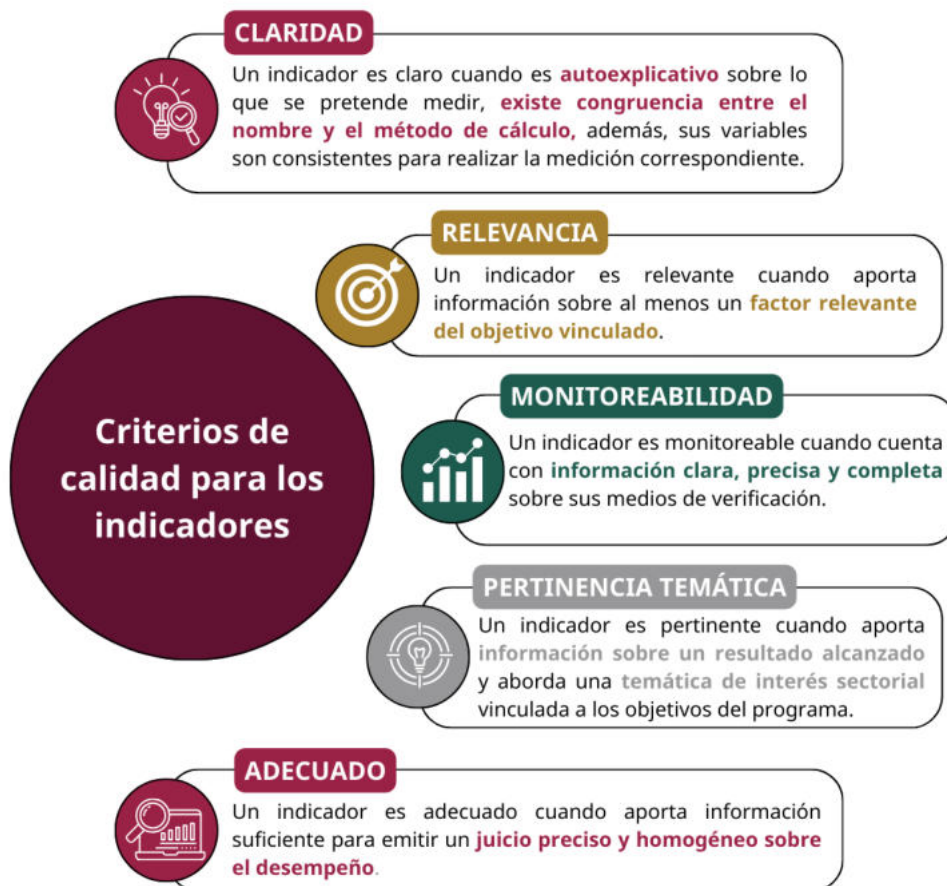 CLARIDAD
Un indicador es claro cuando es autoexplicativo sobre lo
que se pretende medir, existe congruencia entre el
nombre y el método de cálculo, además, sus variables
son consistentes para realizar la medición correspondiente.
RELEVANCIA
Un indicador es relevante cuando aporta
información sobre al menos un factor relevante
del objetivo vinculado.
Criterios de
calidad para los
indicadores
MONITOREABILIDAD
Un indicador es monitoreable cuando cuenta
con información clara, precisa y completa
sobre sus medios de verificación.
PERTINENCIA TEMÁTICA
Un indicador es pertinente cuando aporta
información sobre un resultado alcanzado
y aborda una temática de interés sectorial
vinculada a los objetivos del programa.
ADECUADO
Un indicador es adecuado cuando aporta información
suficiente para emitir un juicio preciso y homogéneo sobre
el desempeño.